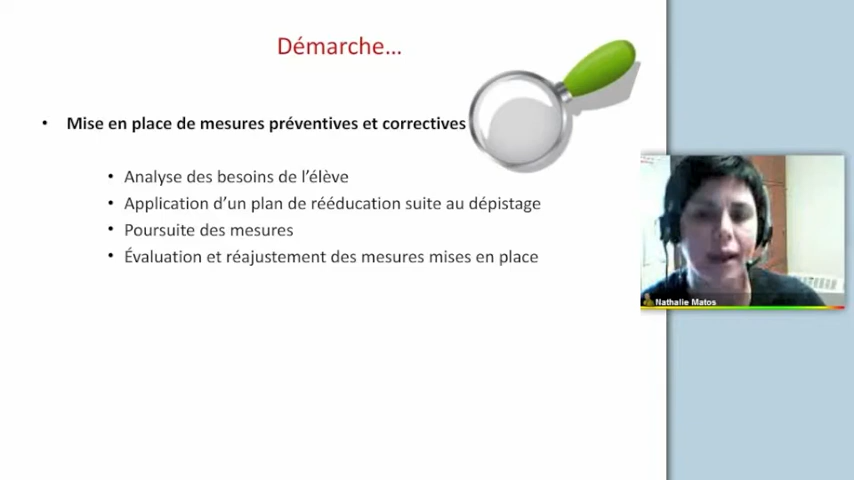 Démarche...
• Mise en place de mesures préventives et correctives
• Analyse des besoins de l'élève
• Application d'un plan de rééducation suite au dépistage
• Poursuite des mesures
• Évaluation et réajustement des mesures mises en place
Nathalie Matos